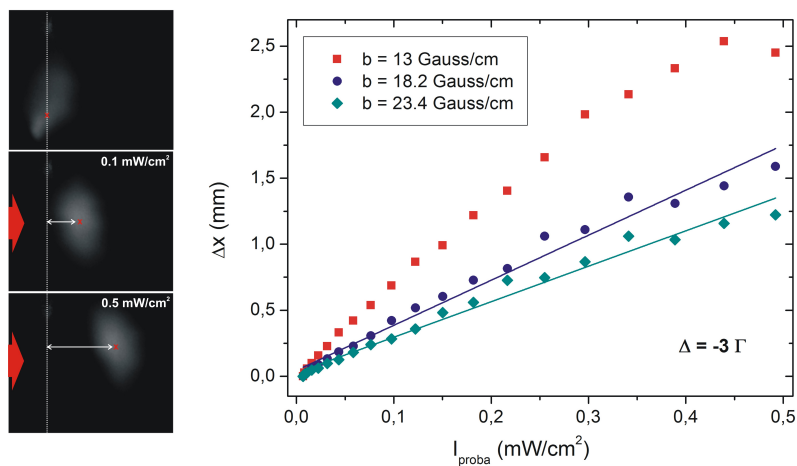 0.1 mW/cm²
0.5 mW/cm²
b = 13 Gauss/cm
b = 18.2 Gauss/cm
b = 23.4 Gauss/cm
2,5
2,0
1,5
1,0
0,5
0,0
Δx (mm)
Δ = -3 Γ
0,0 0,1 0,2 0,3 0,4 0,5
I_proba (mW/cm²)